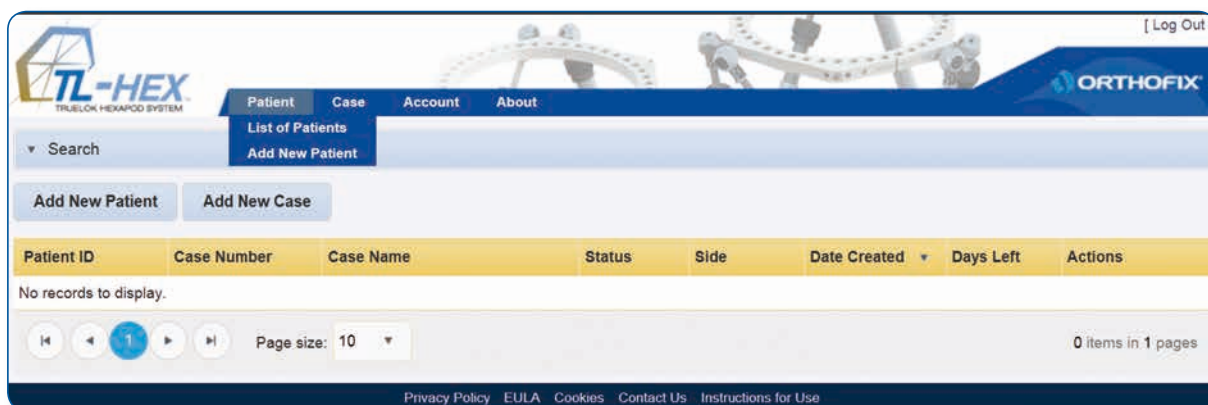 [ Log Out
TL-HEX
TRUELOK HEXAPOD SYSTEM
ORTHOFIX
Patient Case Account About
List of Patients
Add New Patient
Search
Add New Patient Add New Case
Patient ID Case Number Case Name Status Side Date Created Days Left Actions
No records to display.
1 Page size: 10 0 items in 1 pages
Privacy Policy EULA Cookies Contact Us Instructions for Use